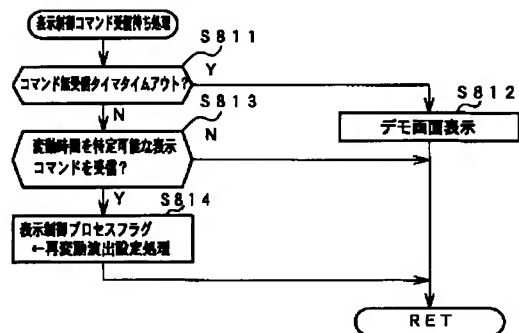 表示制御コマンド受信待ち処理
S811
コマンド無受信タイマタイムアウト?
Y
N
S812
デモ画面表示
S813
変動時間を特定可能な表示
コマンドを受信?
N
Y
S814
表示制御プロセスフラグ
←再変動演出設定処理
RET